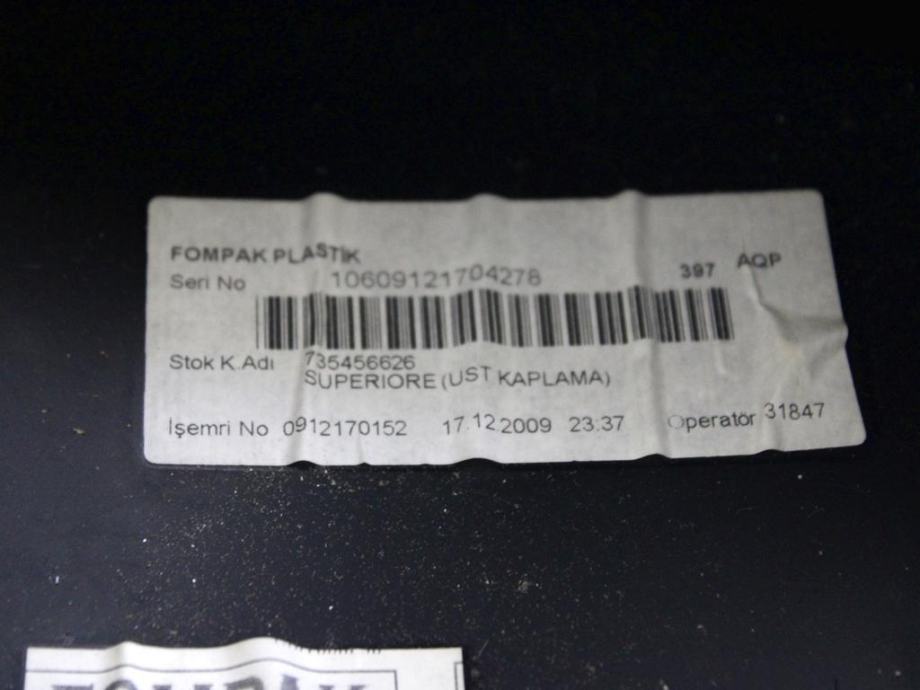 FOMPAK PLASTİK
Seri No 10609121704278 397 AQP
Stok K.Adı 735456626
SUPERIORE (UST KAPLAMA)
İşemri No 0912170152 17.12.2009 23:37 Operatör 31847